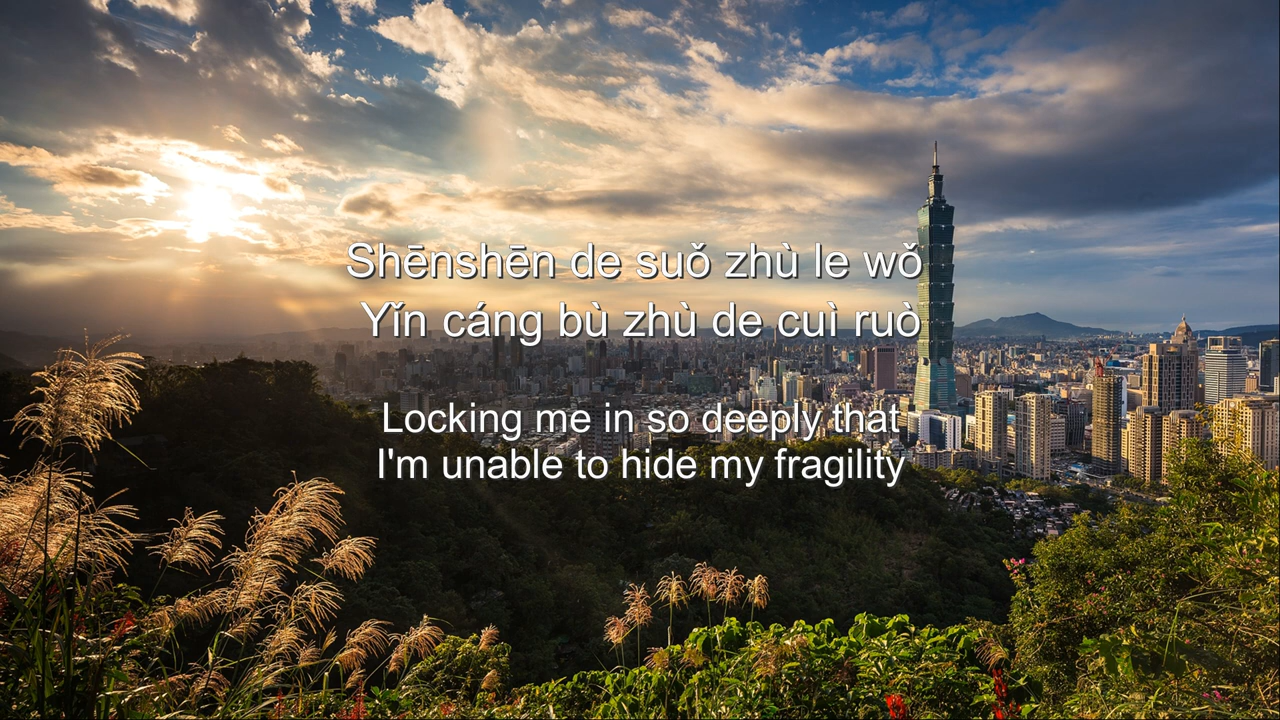 Shēnshēn de suǒ zhù le wǒ
Yǐn cáng bù zhù de cuì ruò
Locking me in so deeply that
I'm unable to hide my fragility